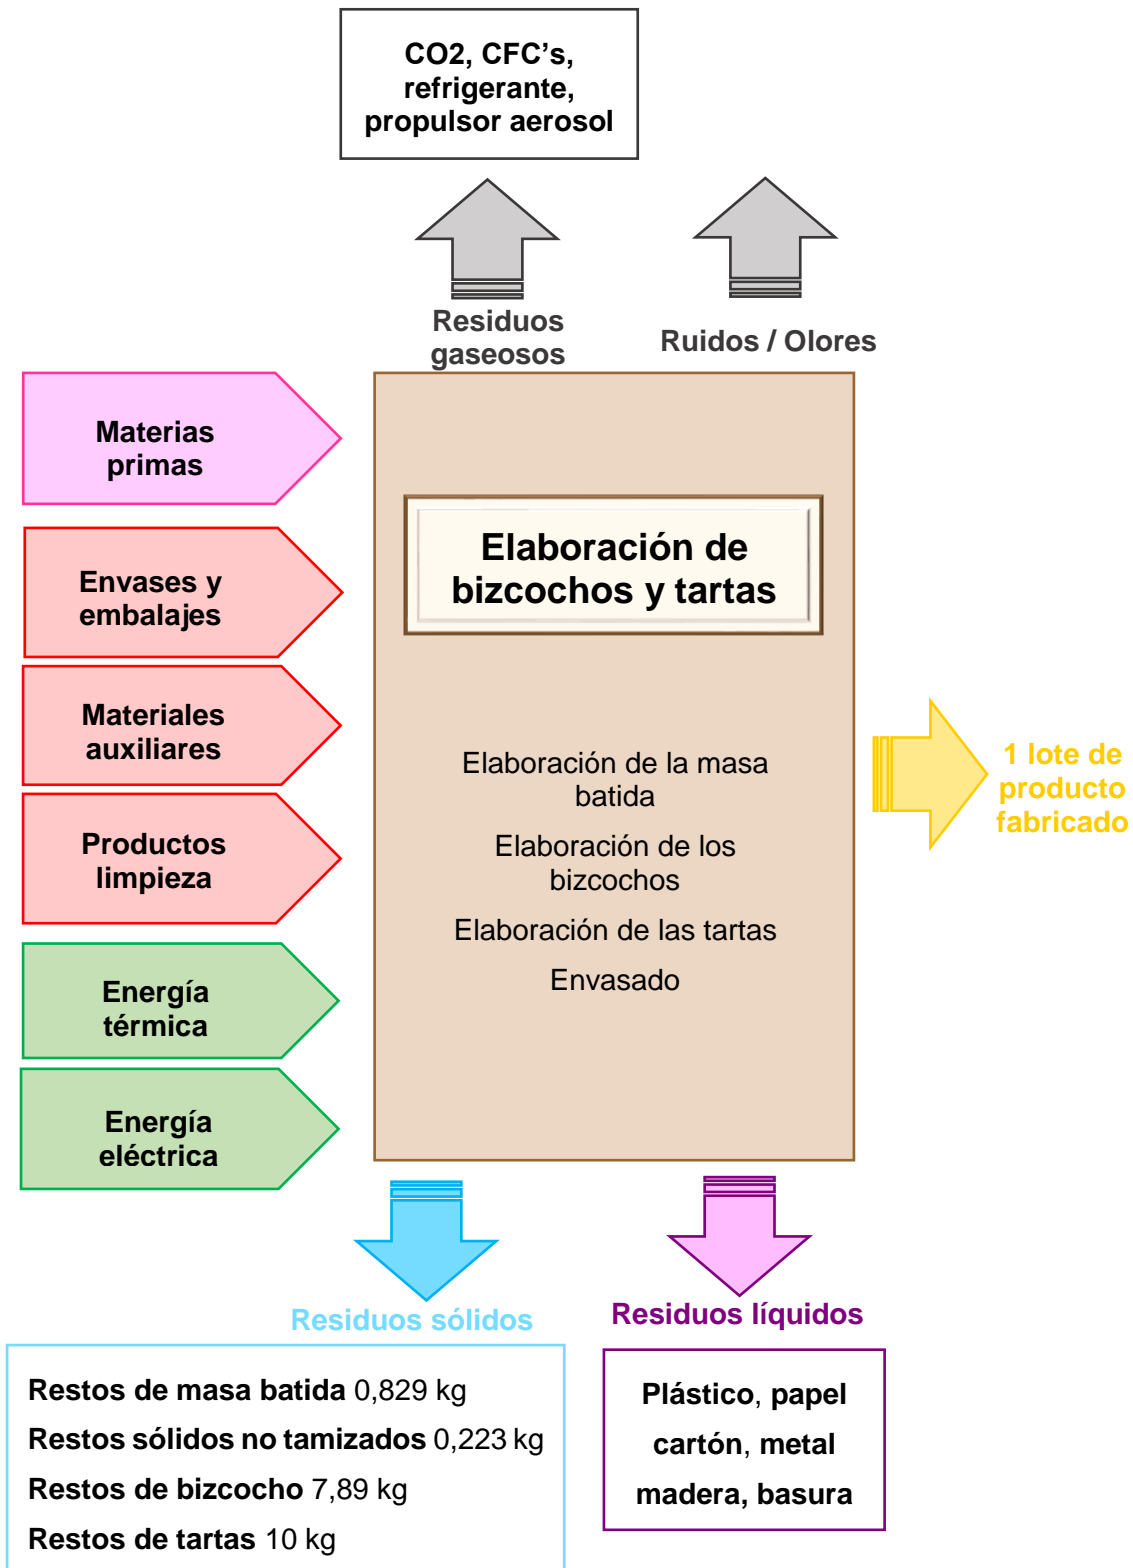 CO2, CFC’s,
refrigerante,
propulsor aerosol
Residuos
gaseosos
Ruidos / Olores
Materias
primas
Envases y
embalajes
Materiales
auxiliares
Productos
limpieza
Energía
térmica
Energía
eléctrica
Elaboración de
bizcochos y tartas
Elaboración de la masa
batida
Elaboración de los
bizcochos
Elaboración de las tartas
Envasado
1 lote de
producto
fabricado
Residuos sólidos
Restos de masa batida 0,829 kg
Restos sólidos no tamizados 0,223 kg
Restos de bizcocho 7,89 kg
Restos de tartas 10 kg
Residuos líquidos
Plástico, papel
cartón, metal
madera, basura